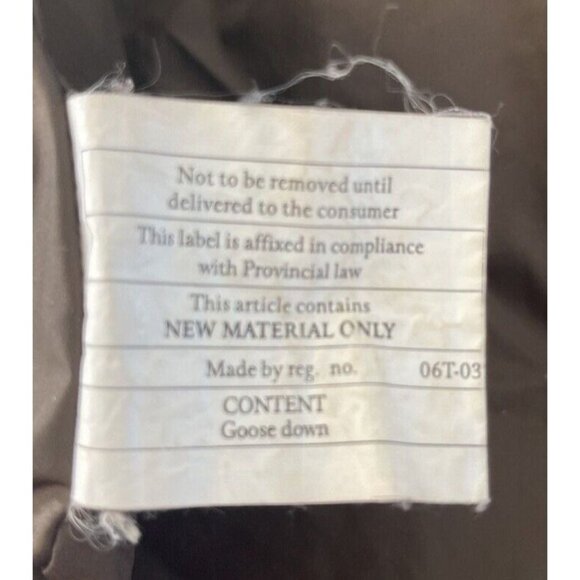 Not to be removed until
delivered to the consumer
This label is affixed in compliance
with Provincial law
This article contains
NEW MATERIAL ONLY
Made by reg. no. 06T-03
CONTENT
Goose down